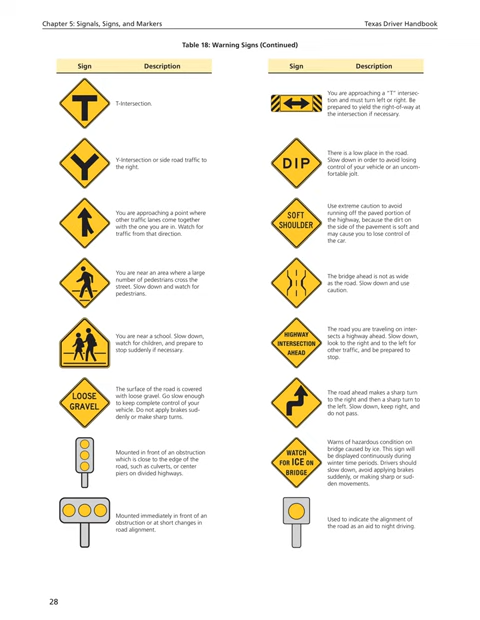 Chapter 5: Signals, Signs, and Markers
Texas Driver Handbook
Table 18: Warning Signs (Continued)
Sign
Description
T-Intersection.
Y-Intersection or side road traffic to
the right.
You are approaching a point where
other traffic lanes come together
with the one you are in. Watch for
traffic from that direction.
You are near an area where a large
number of pedestrians cross the
street. Slow down and watch for
pedestrians.
You are near a school. Slow down,
watch for children, and prepare to
stop suddenly if necessary.
LOOSE
GRAVEL
The surface of the road is covered
with loose gravel. Go slow enough
to keep complete control of your
vehicle. Do not apply brakes sud-
denly or make sharp turns.
Mounted in front of an obstruction
which is close to the edge of the
road, such as culverts, or center
piers on divided highways.
Mounted immediately in front of an
obstruction or at short changes in
road alignment.
Sign
Description
You are approaching a "T" intersec-
tion and must turn left or right. Be
prepared to yield the right-of-way at
the intersection if necessary.
DIP
There is a low place in the road.
Slow down in order to avoid losing
control of your vehicle or an uncom-
fortable jolt.
SOFT
SHOULDER
Use extreme caution to avoid
running off the paved portion of
the highway, because the dirt on
the side of the pavement is soft and
may cause you to lose control of
the car.
The bridge ahead is not as wide
as the road. Slow down and use
caution.
HIGHWAY
INTERSECTION
AHEAD
The road you are traveling on inter-
sects a highway ahead. Slow down,
look to the right and to the left for
other traffic, and be prepared to
stop.
The road ahead makes a sharp turn
to the right and then a sharp turn to
the left. Slow down, keep right, and
do not pass.
WATCH
FOR ICE ON
BRIDGE
Warns of hazardous condition on
bridge caused by ice. This sign will
be displayed continuously during
winter time periods. Drivers should
slow down, avoid applying brakes
suddenly, or making sharp or sud-
den movements.
Used to indicate the alignment of
the road as an aid to night driving.
28